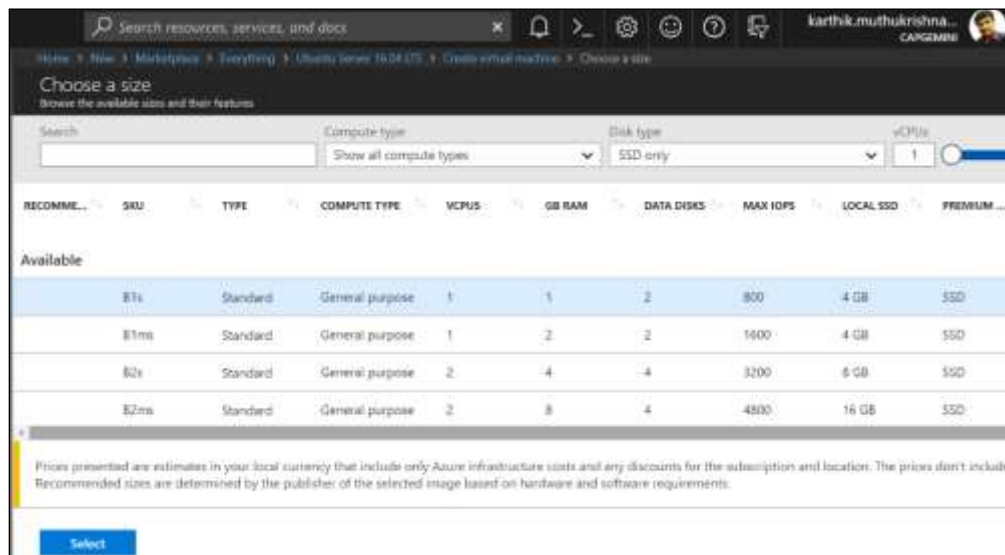 Search resources, services, and docs
karthik.muthukrishna...
CAPGEMINI
Home > New > Marketplace > Everything > Ubuntu Server 16.04 LTS > Create virtual machine > Choose a size
Choose a size
Browse the available sizes and their features
Search Compute type Disk type vCPUs
Show all compute types SSD only 1
RECOMME... SKU TYPE COMPUTE TYPE VCPUS GB RAM DATA DISKS MAX IOPS LOCAL SSD PREMIUM ...
Available
B1s Standard General purpose 1 1 2 800 4 GB SSD
B1ms Standard General purpose 1 2 2 1600 4 GB SSD
B2s Standard General purpose 2 4 4 3200 8 GB SSD
B2ms Standard General purpose 2 8 4 4800 16 GB SSD
Prices presented are estimates in your local currency that include only Azure infrastructure costs and any discounts for the subscription and location. The prices don't include
Recommended sizes are determined by the publisher of the selected image based on hardware and software requirements.
Select